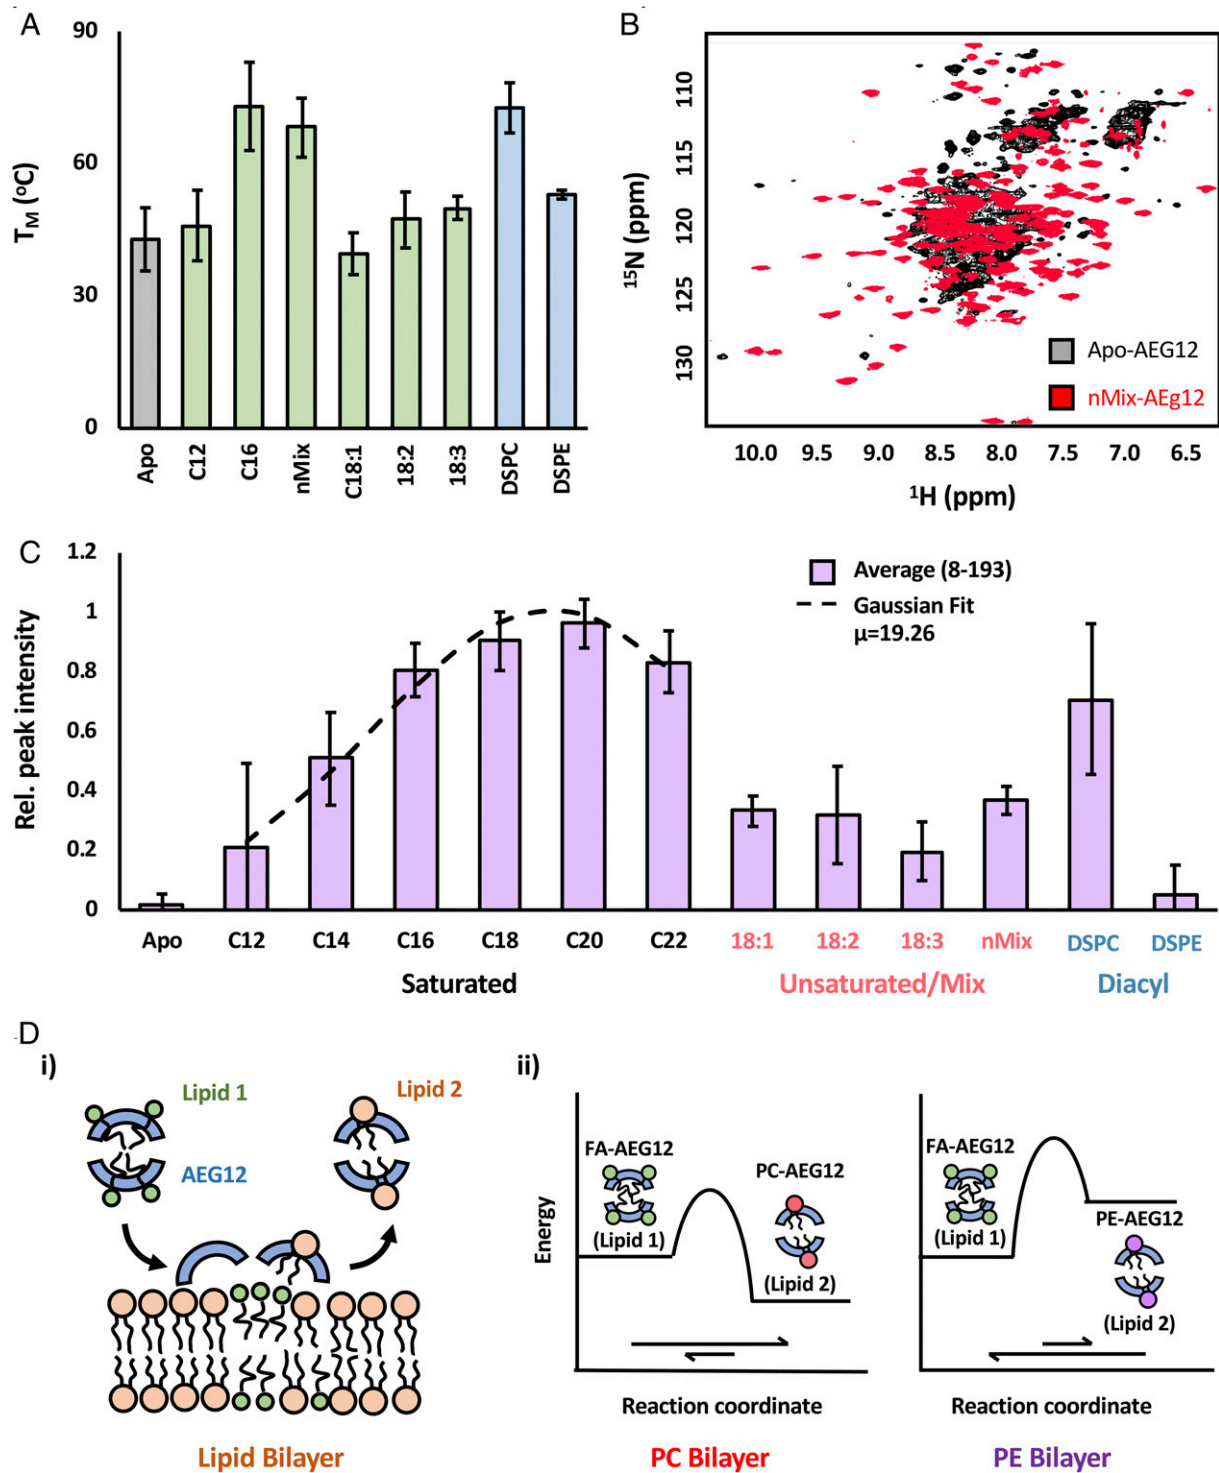 A
90
60
30
0
T_M (°C)
Apo
C12
C16
nMix
C18:1
18:2
18:3
DSPC
DSPE
B
110
115
120
125
130
¹⁵N (ppm)
Apo-AEG12
nMix-AEg12
10.0 9.5 9.0 8.5 8.0 7.5 7.0 6.5
¹H (ppm)
C
1.2
1
0.8
0.6
0.4
0.2
0
Rel. peak intensity
Average (8-193)
Gaussian Fit
μ=19.26
Apo C12 C14 C16 C18 C20 C22 18:1 18:2 18:3 nMix DSPC DSPE
Saturated Unsaturated/Mix Diacyl
D
i)
Lipid 1
Lipid 2
AEG12
Lipid Bilayer
ii)
Energy
FA-AEG12
(Lipid 1)
PC-AEG12
(Lipid 2)
Reaction coordinate
PC Bilayer
FA-AEG12
(Lipid 1)
PE-AEG12
(Lipid 2)
Reaction coordinate
PE Bilayer